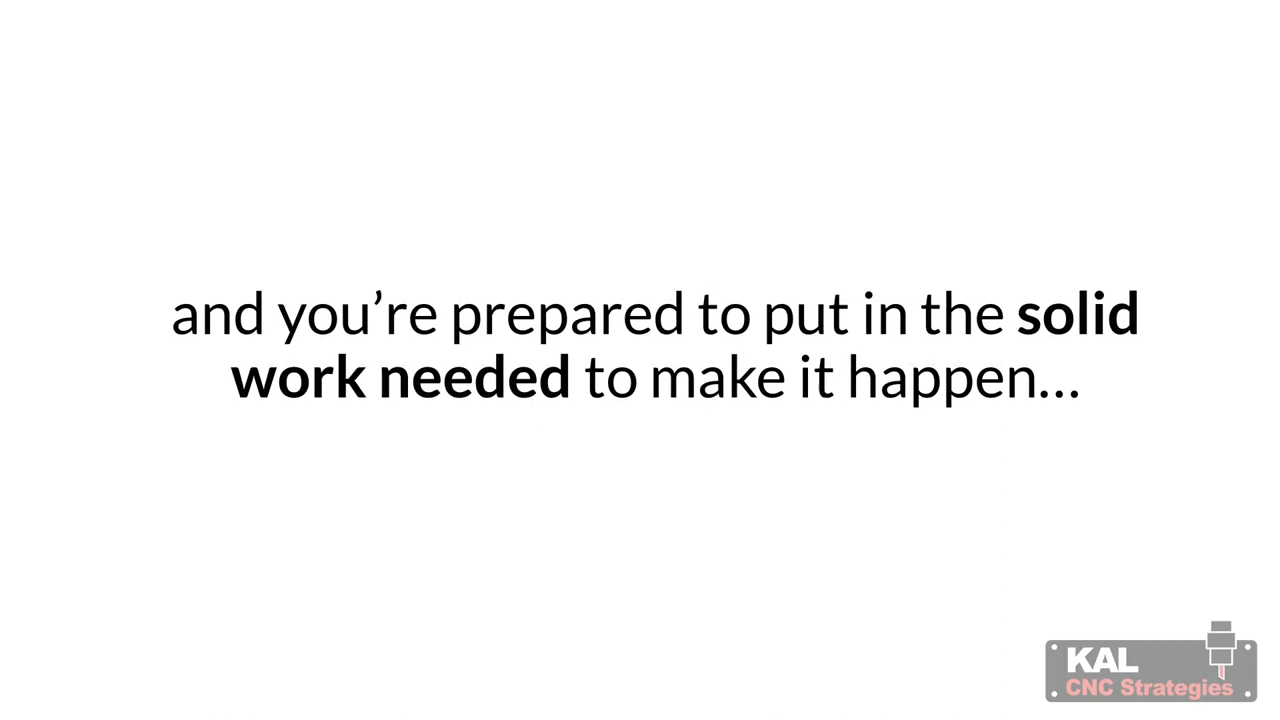 and you’re prepared to put in the solid
work needed to make it happen…
KAL
CNC Strategies